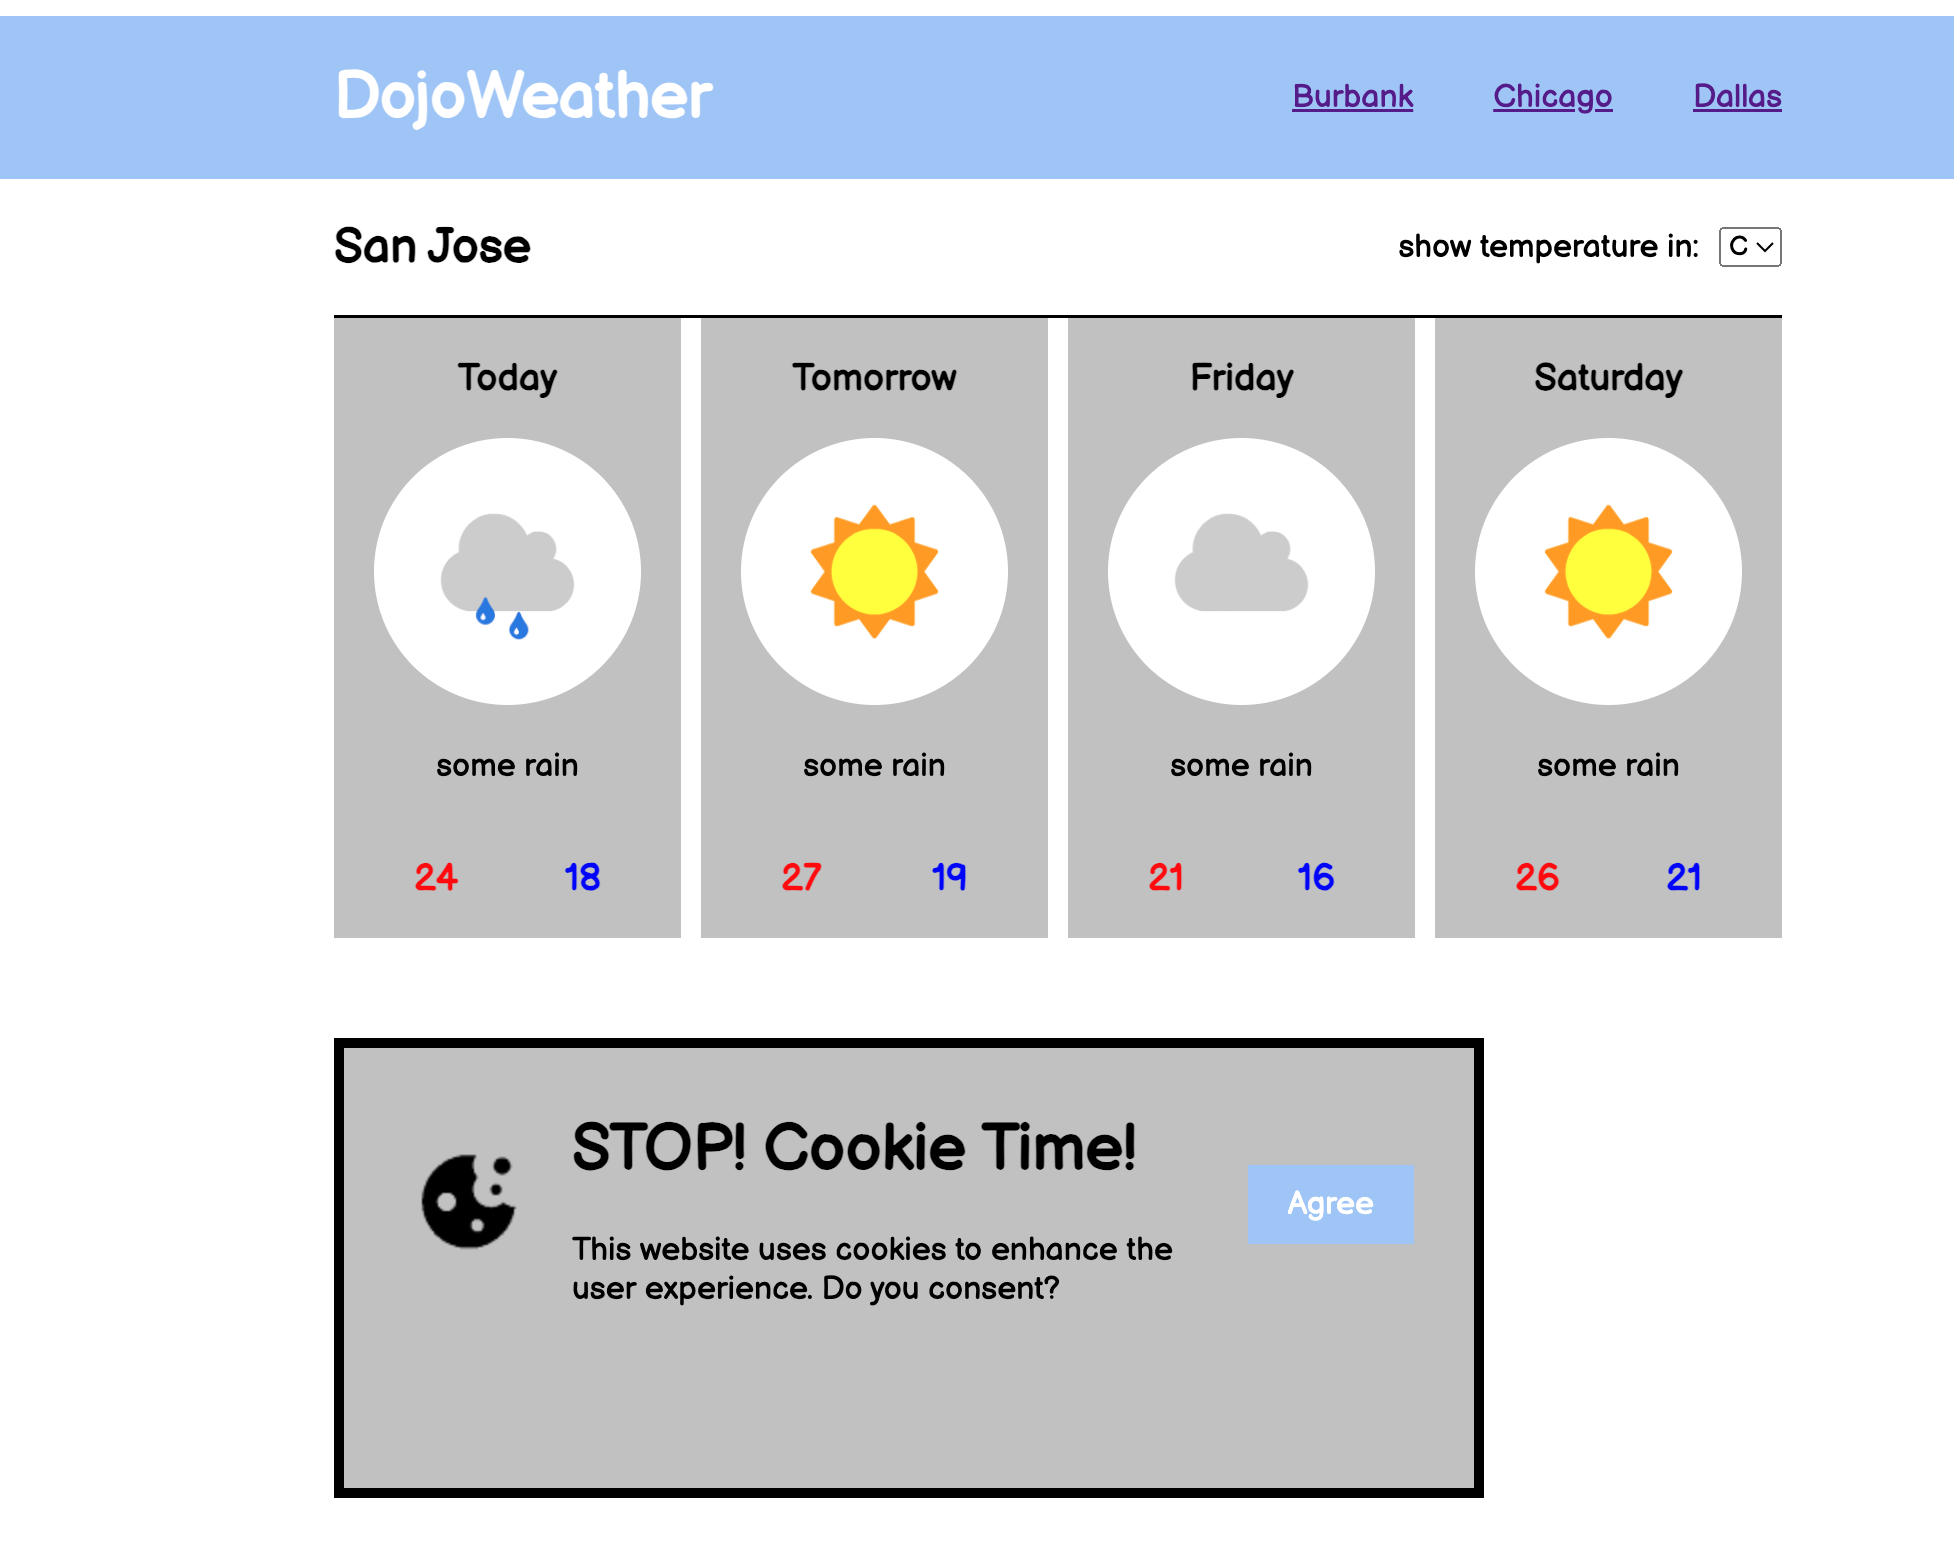 DojoWeather
Burbank Chicago Dallas
San Jose
show temperature in: C
Today Tomorrow Friday Saturday
some rain some rain some rain some rain
24 18 27 19 21 16 26 21
STOP! Cookie Time!
Agree
This website uses cookies to enhance the
user experience. Do you consent?